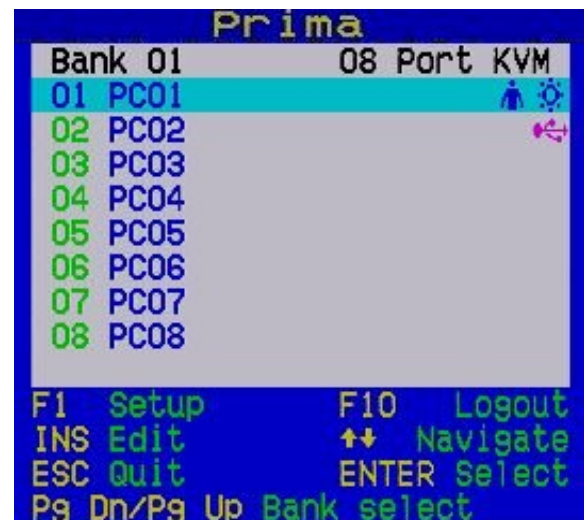 Prima
Bank 01 08 Port KVM
01 PC01
02 PC02
03 PC03
04 PC04
05 PC05
06 PC06
07 PC07
08 PC08
F1 Setup F10 Logout
INS Edit ↑↓ Navigate
ESC Quit ENTER Select
Pg Dn/Pg Up Bank select